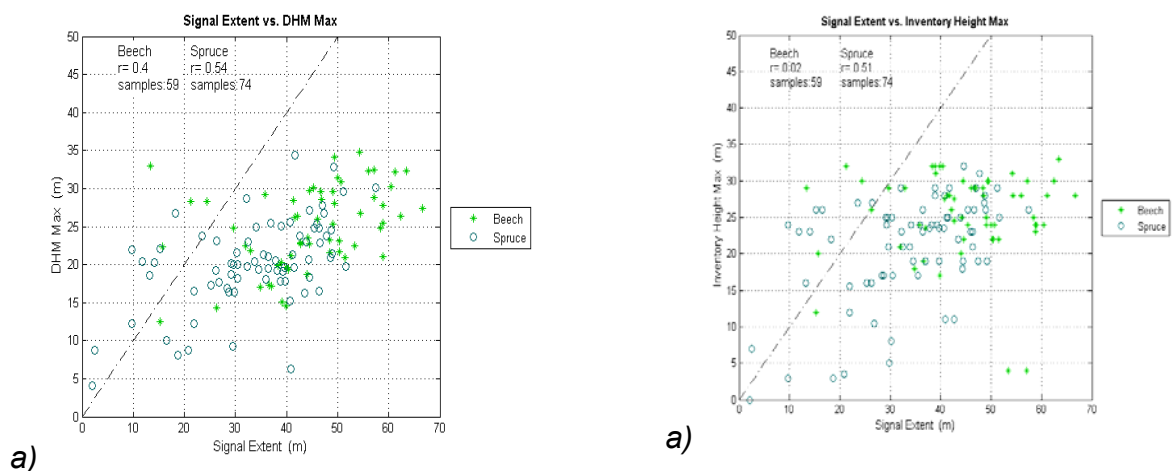 Signal Extent vs. DHM Max
50
45
40
35
30
25
20
15
10
5
0
0 10 20 30 40 50 60 70
DHM Max (m)
Signal Extent (m)
Beech Spruce
r= 0.4 r= 0.54
samples:59 samples:74
Beech
Spruce
a)
Signal Extent vs. Inventory Height Max
50
45
40
35
30
25
20
15
10
5
0
0 10 20 30 40 50 60 70
Inventory Height Max (m)
Signal Extent (m)
Beech Spruce
r= 0.02 r= 0.51
samples:59 samples:74
Beech
Spruce
a)